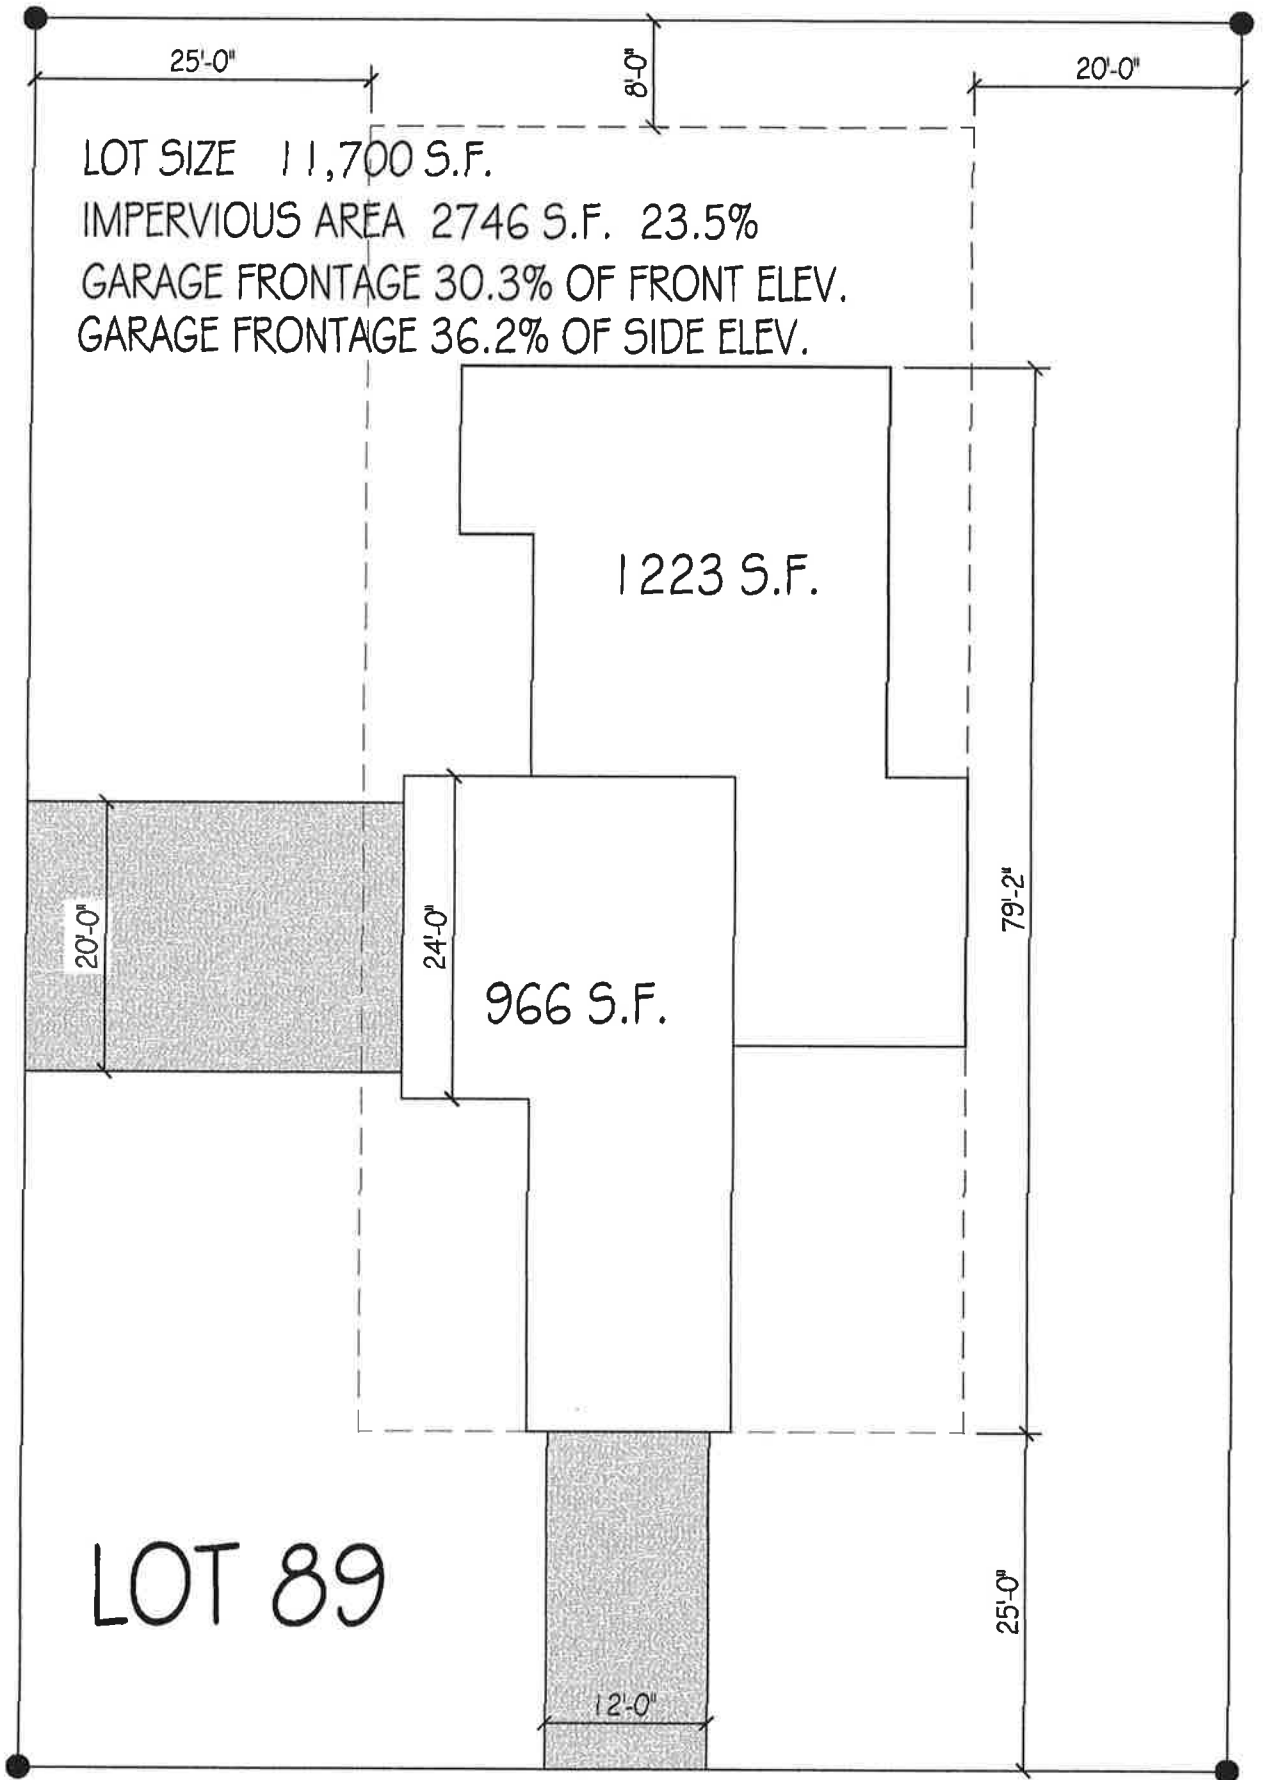 25'-0"
8'-0"
20'-0"
LOT SIZE 11,700 S.F.
IMPERVIOUS AREA 2746 S.F. 23.5%
GARAGE FRONTAGE 30.3% OF FRONT ELEV.
GARAGE FRONTAGE 36.2% OF SIDE ELEV.
1223 S.F.
79'-2"
20'-0"
24'-0"
966 S.F.
LOT 89
25'-0"
12'-0"